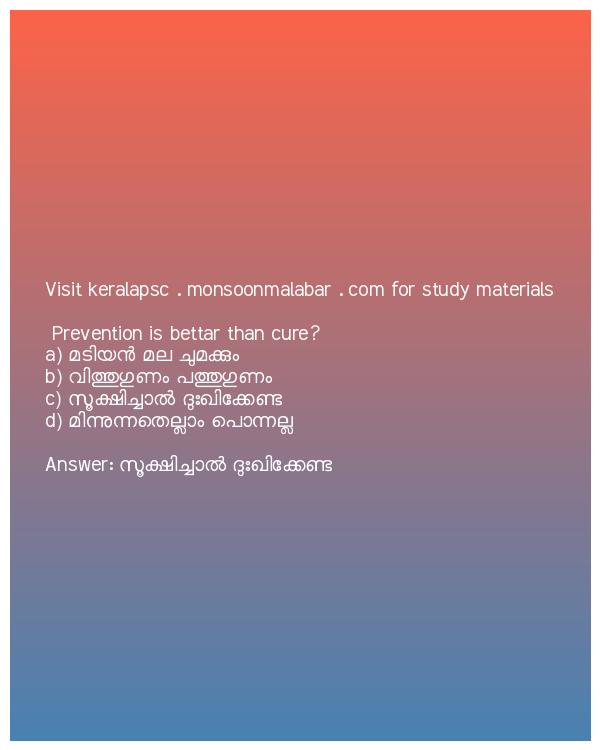 Visit keralapsc . monsoonmalabar . com for study materials
Prevention is bettar than cure?
a) മടിയൻ മല ചുമക്കും
b) വിത്തുഗുണം പത്തുഗുണം
c) സൂക്ഷിച്ചാൽ ദുഃഖിക്കേണ്ട
d) മിന്നുന്നതെല്ലാം പൊന്നല്ല
Answer: സൂക്ഷിച്ചാൽ ദുഃഖിക്കേണ്ട